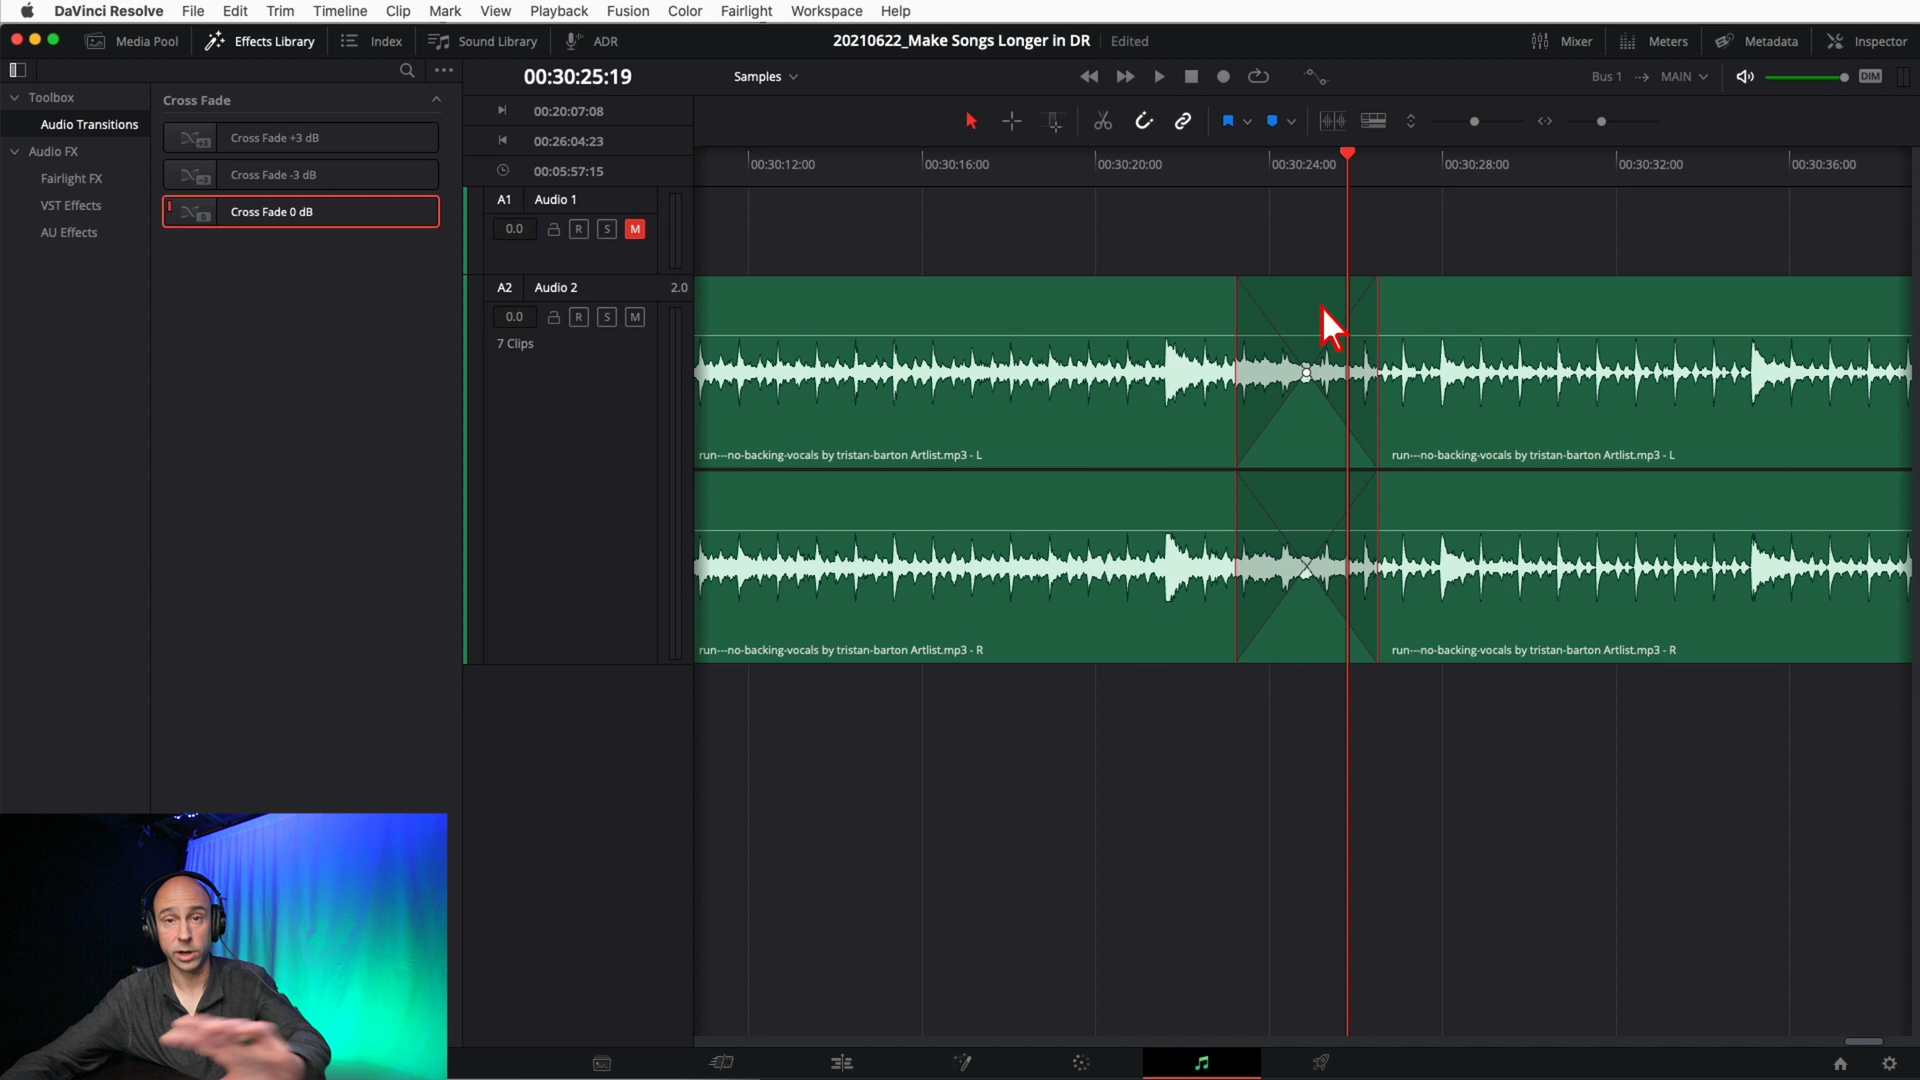 DaVinci Resolve File Edit Trim Timeline Clip Mark View Playback Fusion Color Fairlight Workspace Help
Media Pool Effects Library Index Sound Library ADR 20210622_Make Songs Longer in DR Edited Mixer Meters Metadata Inspector
00:30:25:19 Samples Bus 1 MAIN DIM
Toolbox
Audio Transitions
Audio FX
Fairlight FX
VST Effects
AU Effects
Cross Fade
Cross Fade +3 dB
Cross Fade -3 dB
Cross Fade 0 dB
00:20:07:08
00:26:04:23
00:05:57:15
00:30:12:00 00:30:16:00 00:30:20:00 00:30:24:00 00:30:28:00 00:30:32:00 00:30:36:00
A1 Audio 1
0.0 R S M
A2 Audio 2 2.0
0.0 R S M
7 Clips
run---no-backing-vocals by tristan-barton Artlist.mp3 - L run---no-backing-vocals by tristan-barton Artlist.mp3 - L
run---no-backing-vocals by tristan-barton Artlist.mp3 - R run---no-backing-vocals by tristan-barton Artlist.mp3 - R